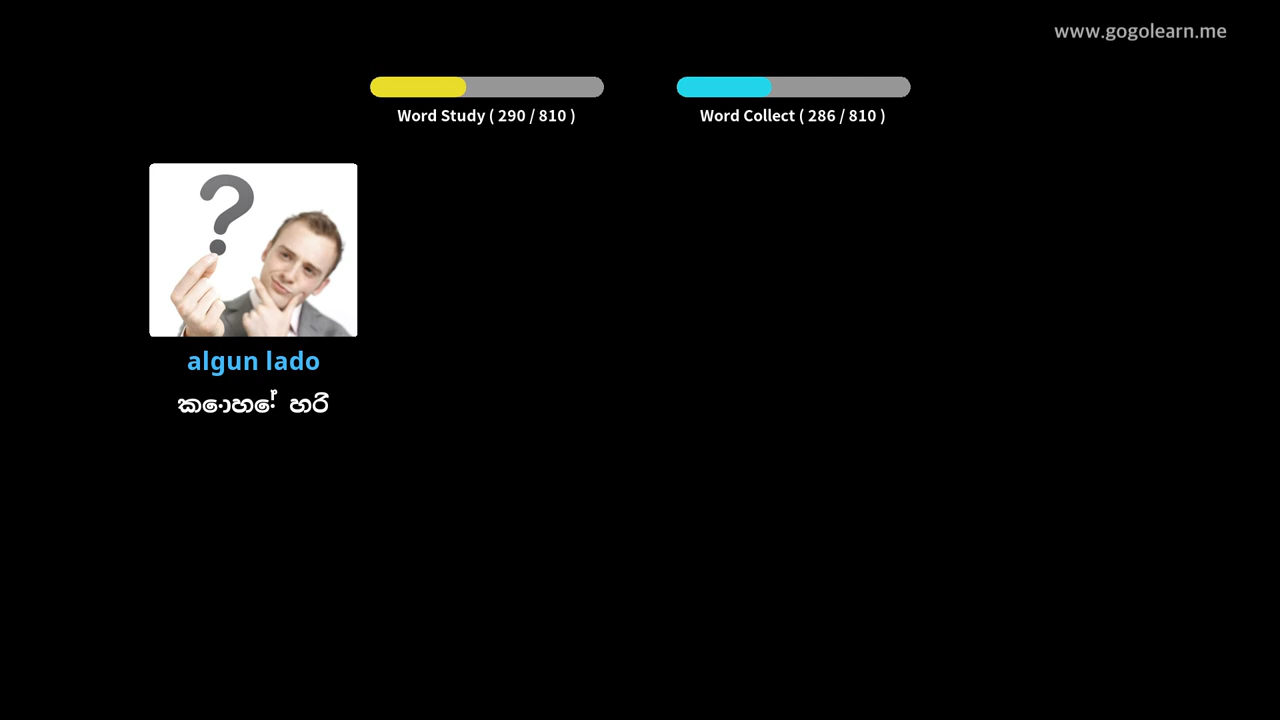 www.gogolearn.me
Word Study ( 290 / 810 )
Word Collect ( 286 / 810 )
algun lado
කොහේ හරි